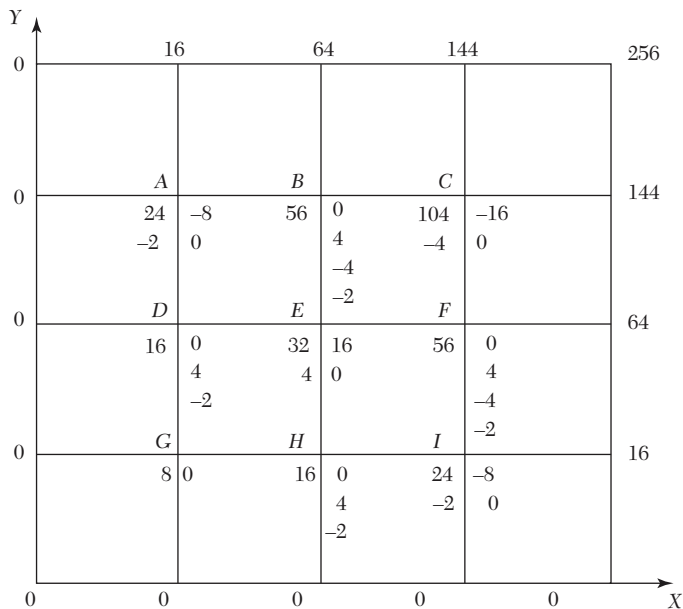 Y
16 64 144
0 256
A B C
0 144
24 –8 56 0 104 –16
–2 0 4 –4 0
–4
–2
D E F
0 64
16 0 32 16 56 0
4 4 0 4
–2 –4
–2
G H I
0 16
8 0 16 0 24 –8
4 –2 0
–2
0 0 0 0 0 X